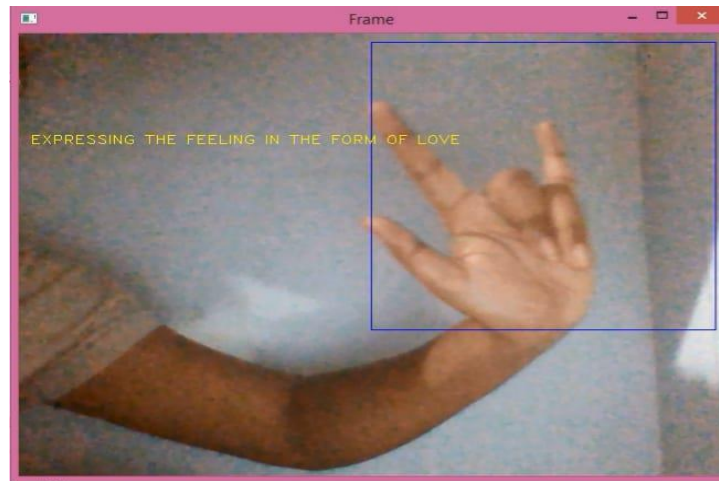 Frame
EXPRESSING THE FEELING IN THE FORM OF LOVE